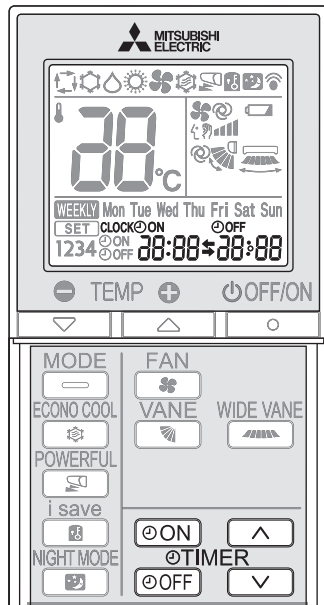 MITSUBISHI
ELECTRIC
88°C
WEEKLY Mon Tue Wed Thu Fri Sat Sun
SET CLOCK ON OFF
1234 ON OFF 88:88 88:88
TEMP OFF/ON
MODE FAN
ECONO COOL VANE WIDE VANE
POWERFUL
i save
ON
NIGHT MODE TIMER
OFF